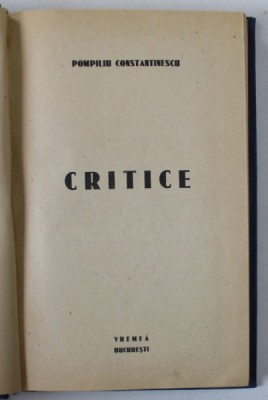 POMPILIU CONSTANTINESCU
CRITICE
VREMEA
BUCUREȘTI